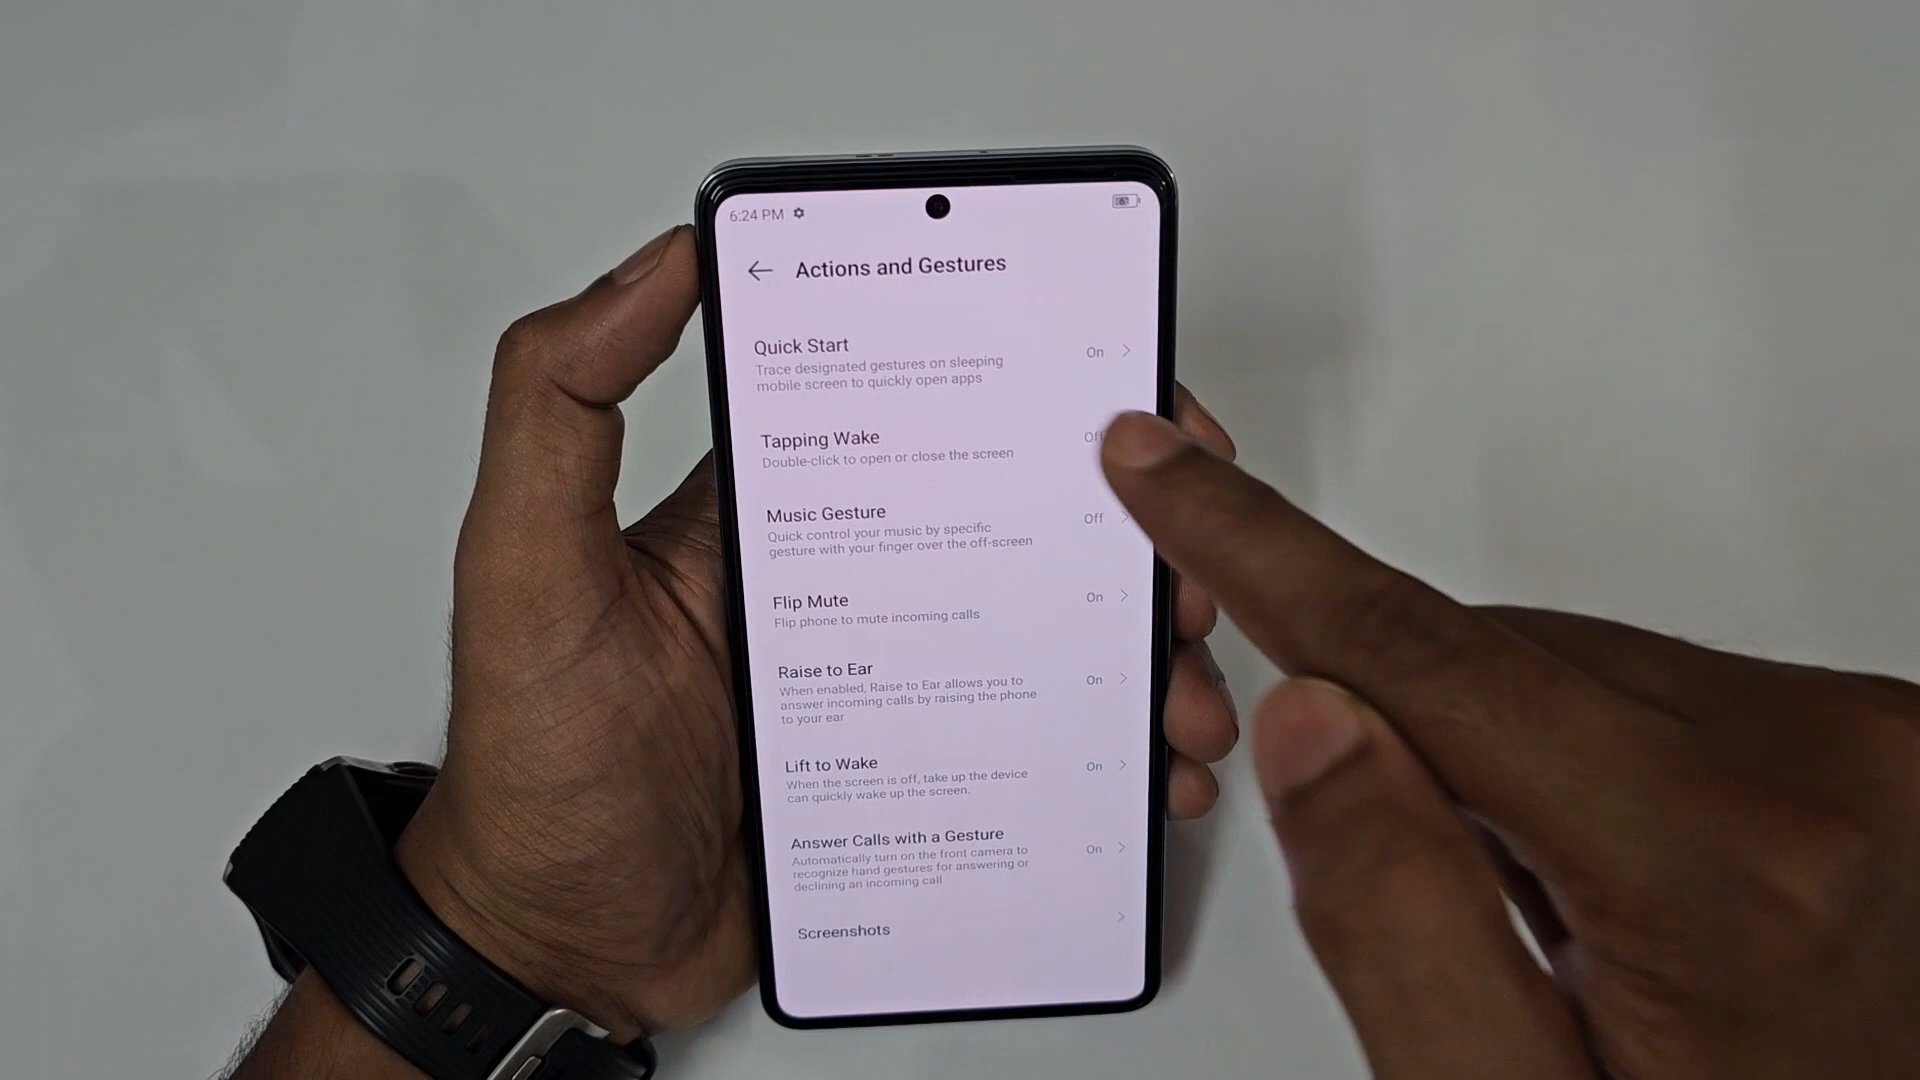 6:24 PM
Actions and Gestures
Quick Start
Trace designated gestures on sleeping
mobile screen to quickly open apps
On
Tapping Wake
Double-click to open or close the screen
Off
Music Gesture
Quick control your music by specific
gesture with your finger over the off-screen
Off
Flip Mute
Flip phone to mute incoming calls
On
Raise to Ear
When enabled, Raise to Ear allows you to
answer incoming calls by raising the phone
to your ear
On
Lift to Wake
When the screen is off, take up the device
can quickly wake up the screen.
On
Answer Calls with a Gesture
Automatically turn on the front camera to
recognize hand gestures for answering or
declining an incoming call
On
Screenshots